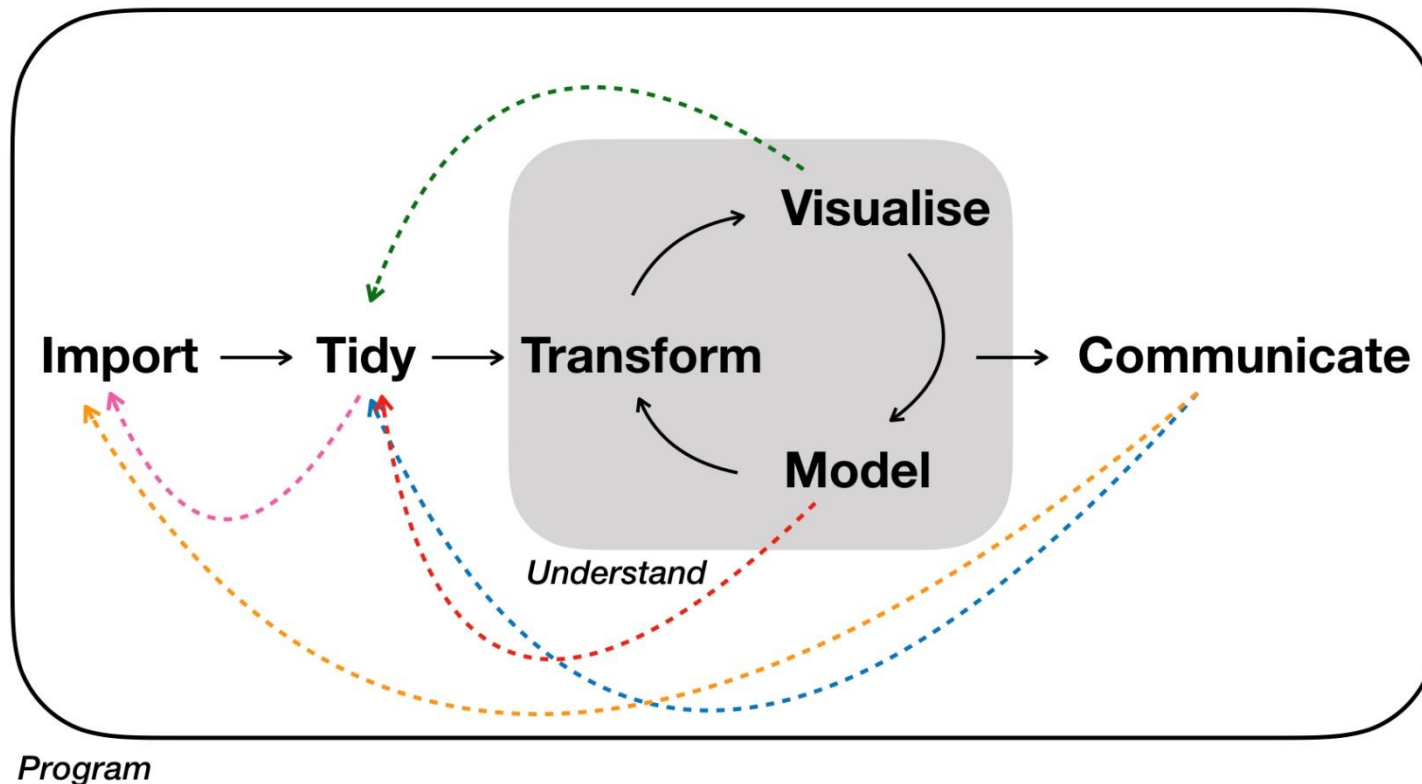 Visualise
Import
Tidy
Transform
Communicate
Model
Understand
Program